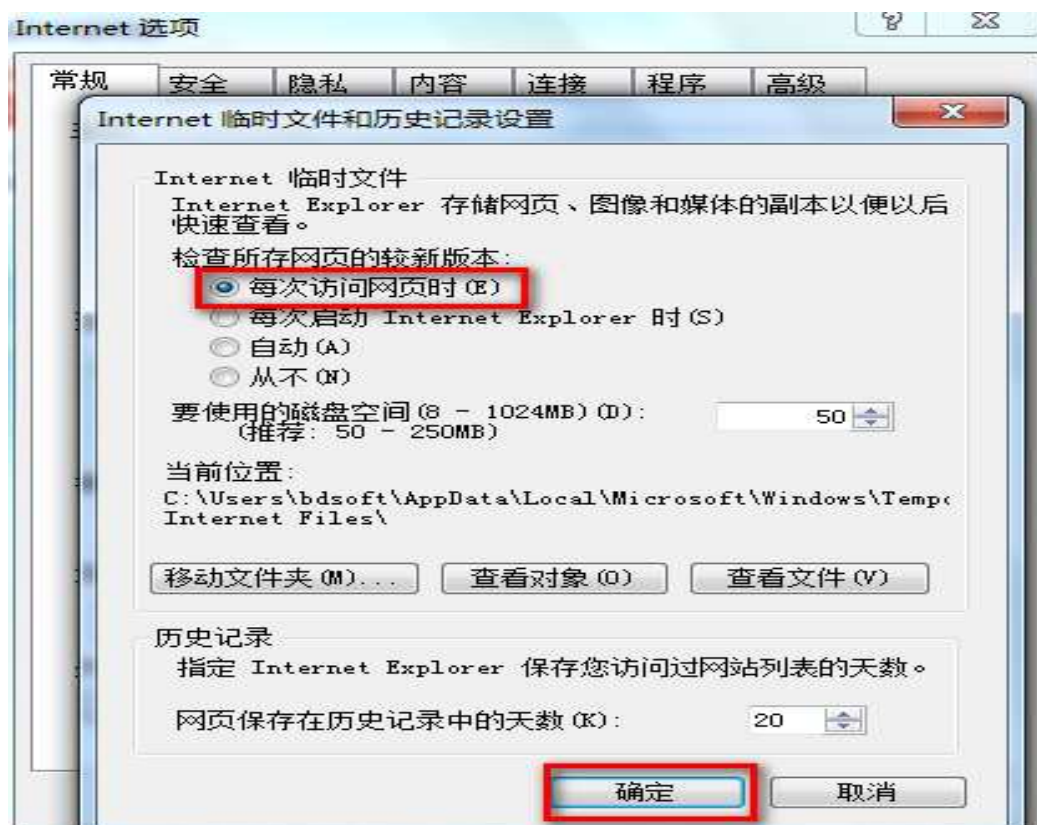 Internet 选项
常规 安全 隐私 内容 连接 程序 高级
Internet 临时文件和历史记录设置
Internet 临时文件
Internet Explorer 存储网页、图像和媒体的副本以便以后
快速查看。
检查所存网页的较新版本:
每次访问网页时(E)
每次启动 Internet Explorer 时(S)
自动(A)
从不(N)
要使用的磁盘空间(8 - 1024MB)(D): 50
(推荐: 50 - 250MB)
当前位置:
C:\Users\bdsoft\AppData\Local\Microsoft\Windows\Temp
Internet Files\
移动文件夹(M)... 查看对象(O) 查看文件(V)
历史记录
指定 Internet Explorer 保存您访问过网站列表的天数。
网页保存在历史记录中的天数(K): 20
确定 取消